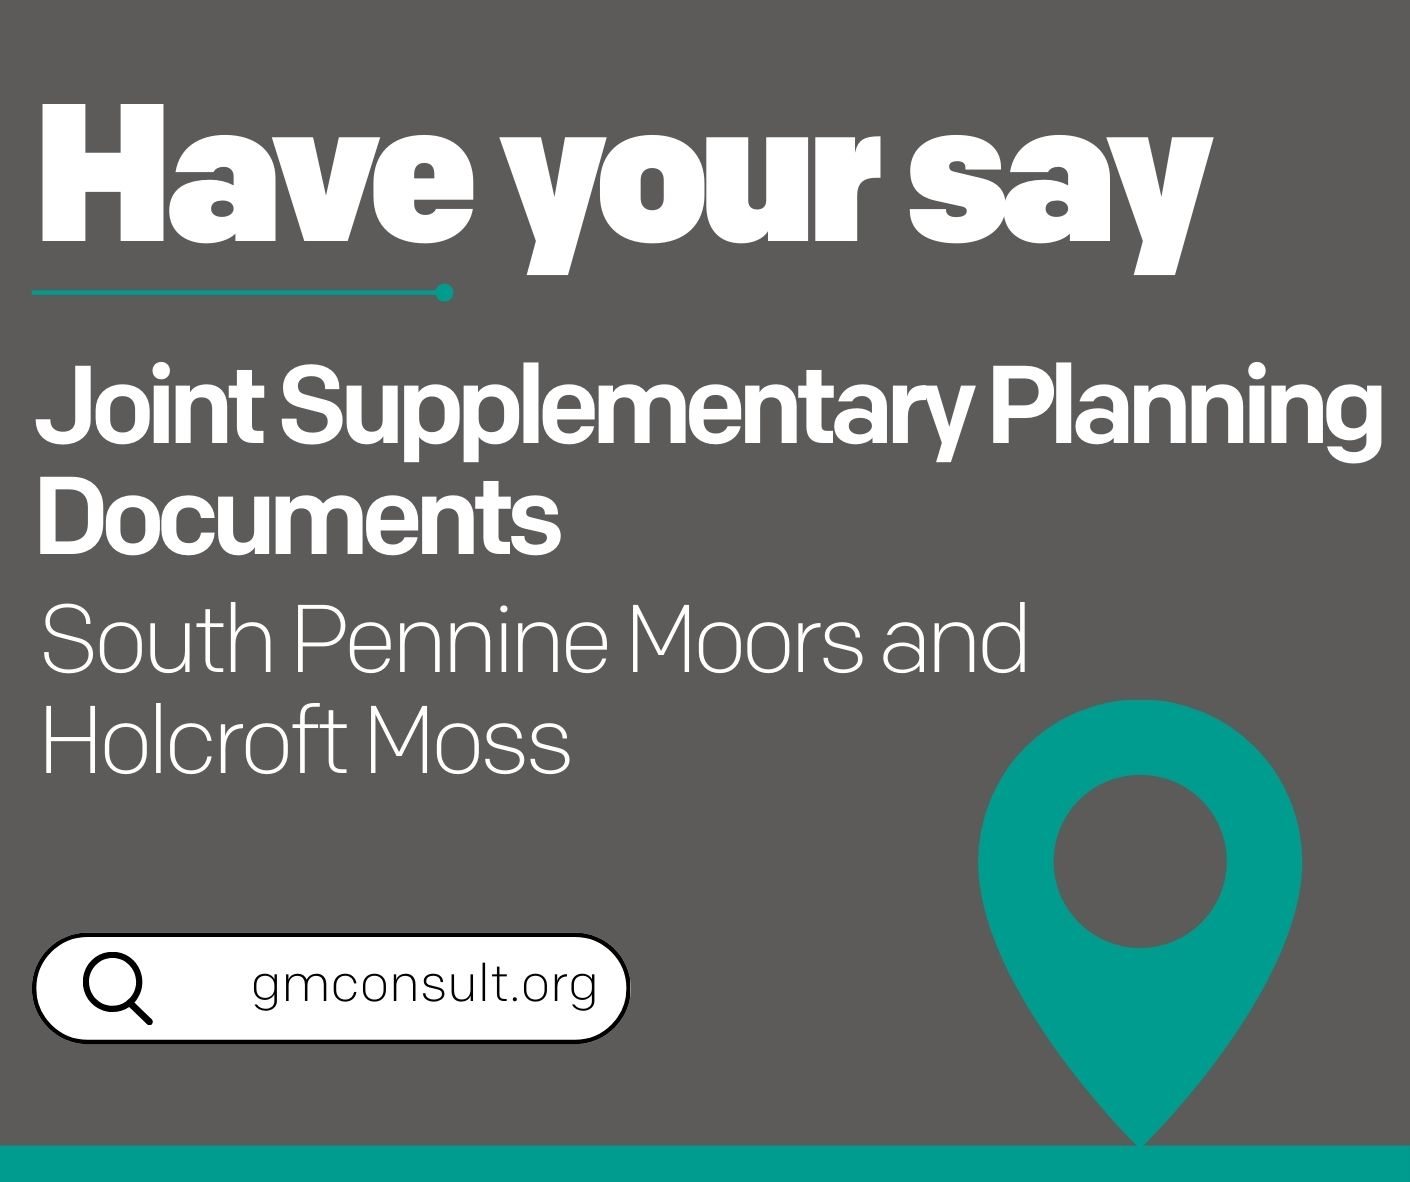 Have your say
Joint Supplementary Planning
Documents
South Pennine Moors and
Holcroft Moss
gmconsult.org